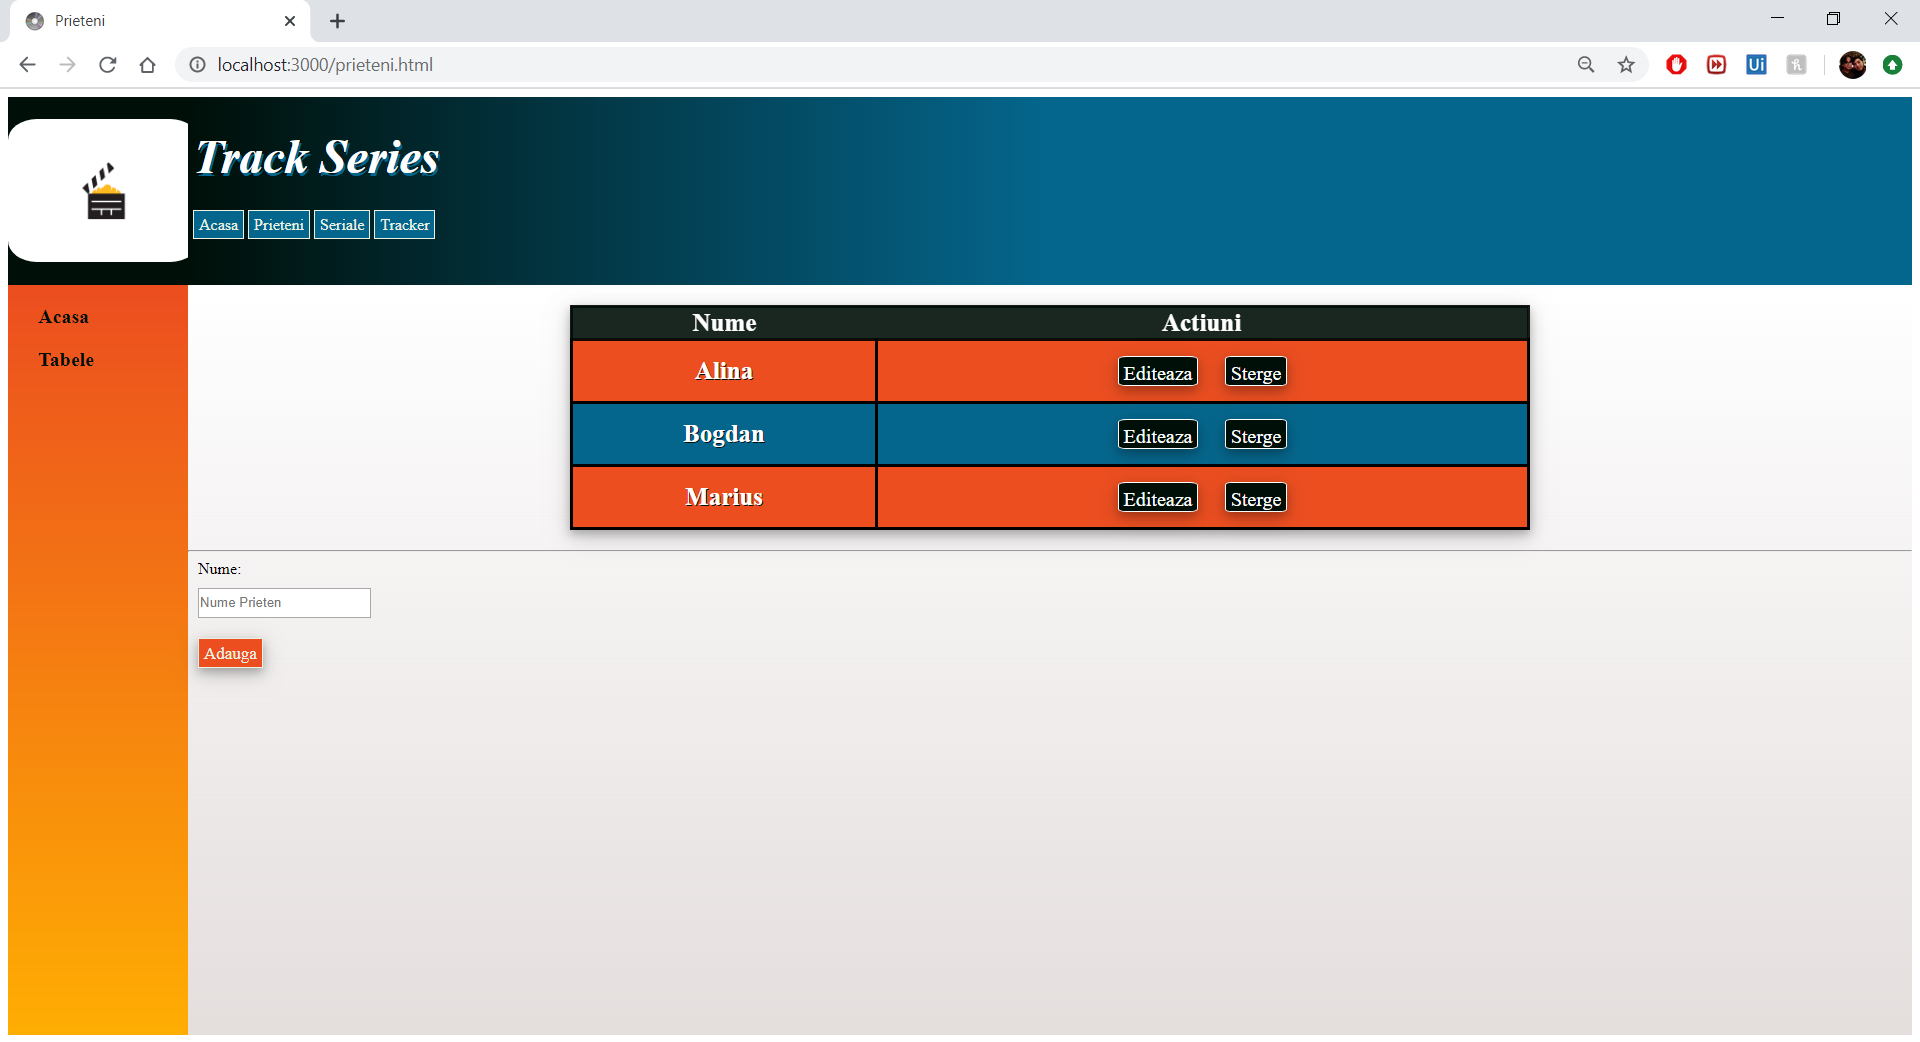 Prieteni
localhost:3000/prieteni.html
Ui
Track Series
Acasa Prieteni Seriale Tracker
Acasa
Tabele
Nume Actiuni
Alina Editeaza Sterge
Bogdan Editeaza Sterge
Marius Editeaza Sterge
Nume:
Nume Prieten
Adauga